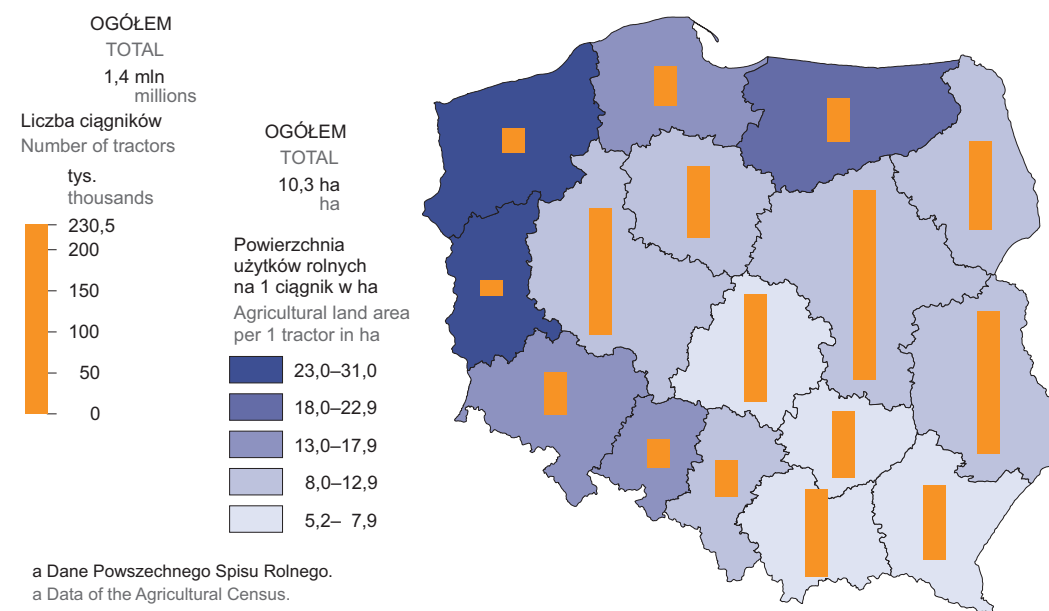 OGÓŁEM
TOTAL
1,4 mln
millions
Liczba ciągników
Number of tractors
tys.
thousands
230,5
200
150
100
50
0
OGÓŁEM
TOTAL
10,3 ha
ha
Powierzchnia
użytków rolnych
na 1 ciągnik w ha
Agricultural land area
per 1 tractor in ha
23,0–31,0
18,0–22,9
13,0–17,9
8,0–12,9
5,2– 7,9
a Dane Powszechnego Spisu Rolnego.
a Data of the Agricultural Census.